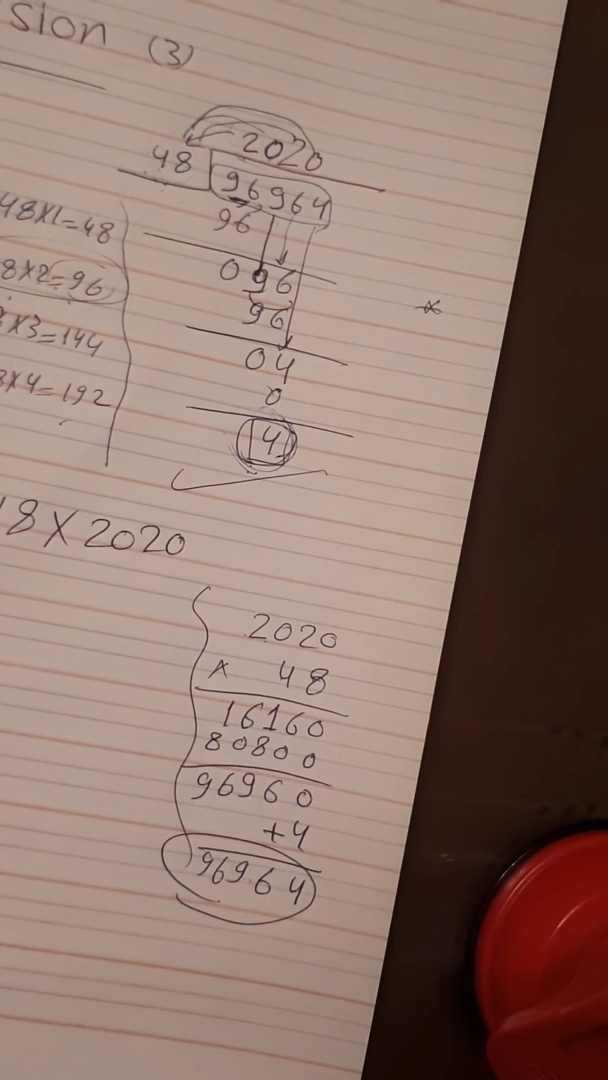 sion (3)
2020
48 96964
96
096
96
04
0
4
48X1=48
8X2=96
X3=144
X4=192
18X2020
2020
X 48
16160
80800
96960
+4
96964